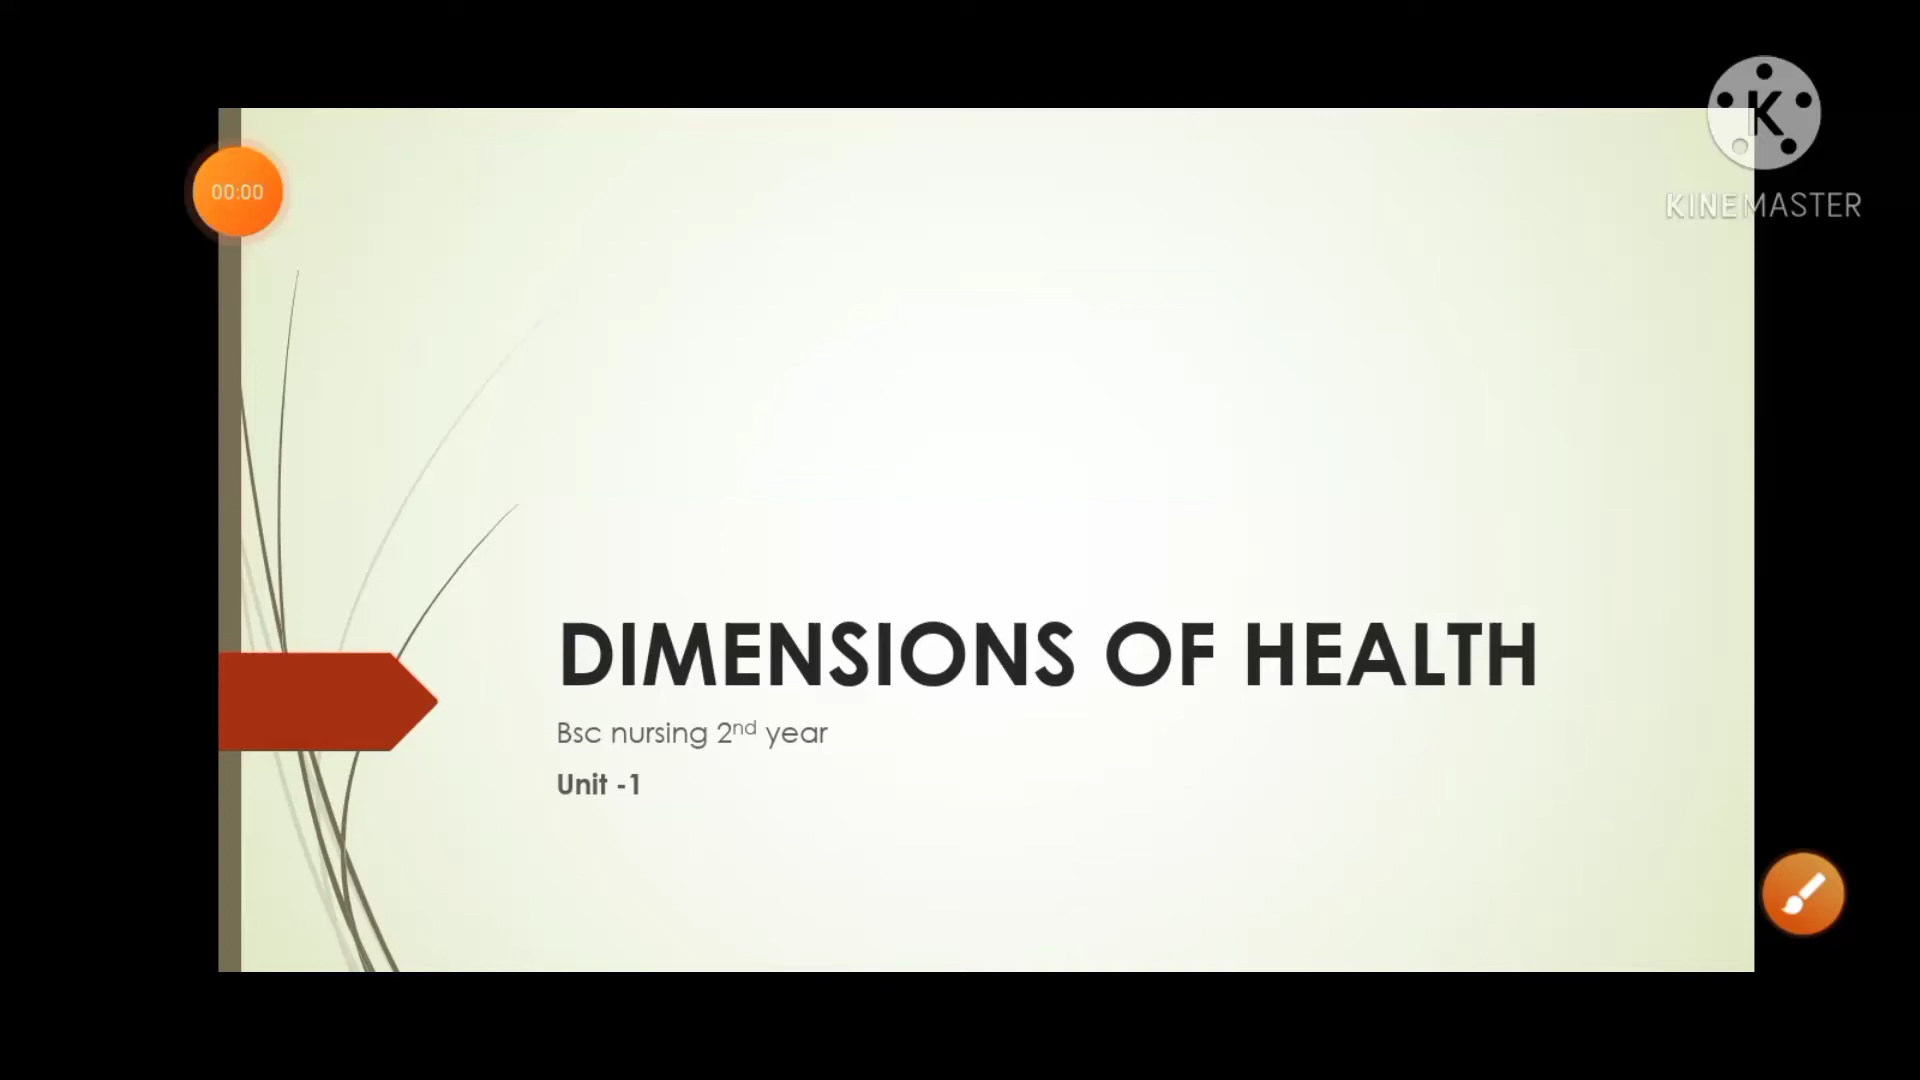 00:00
K
KINEMASTER
DIMENSIONS OF HEALTH
Bsc nursing 2nd year
Unit -1